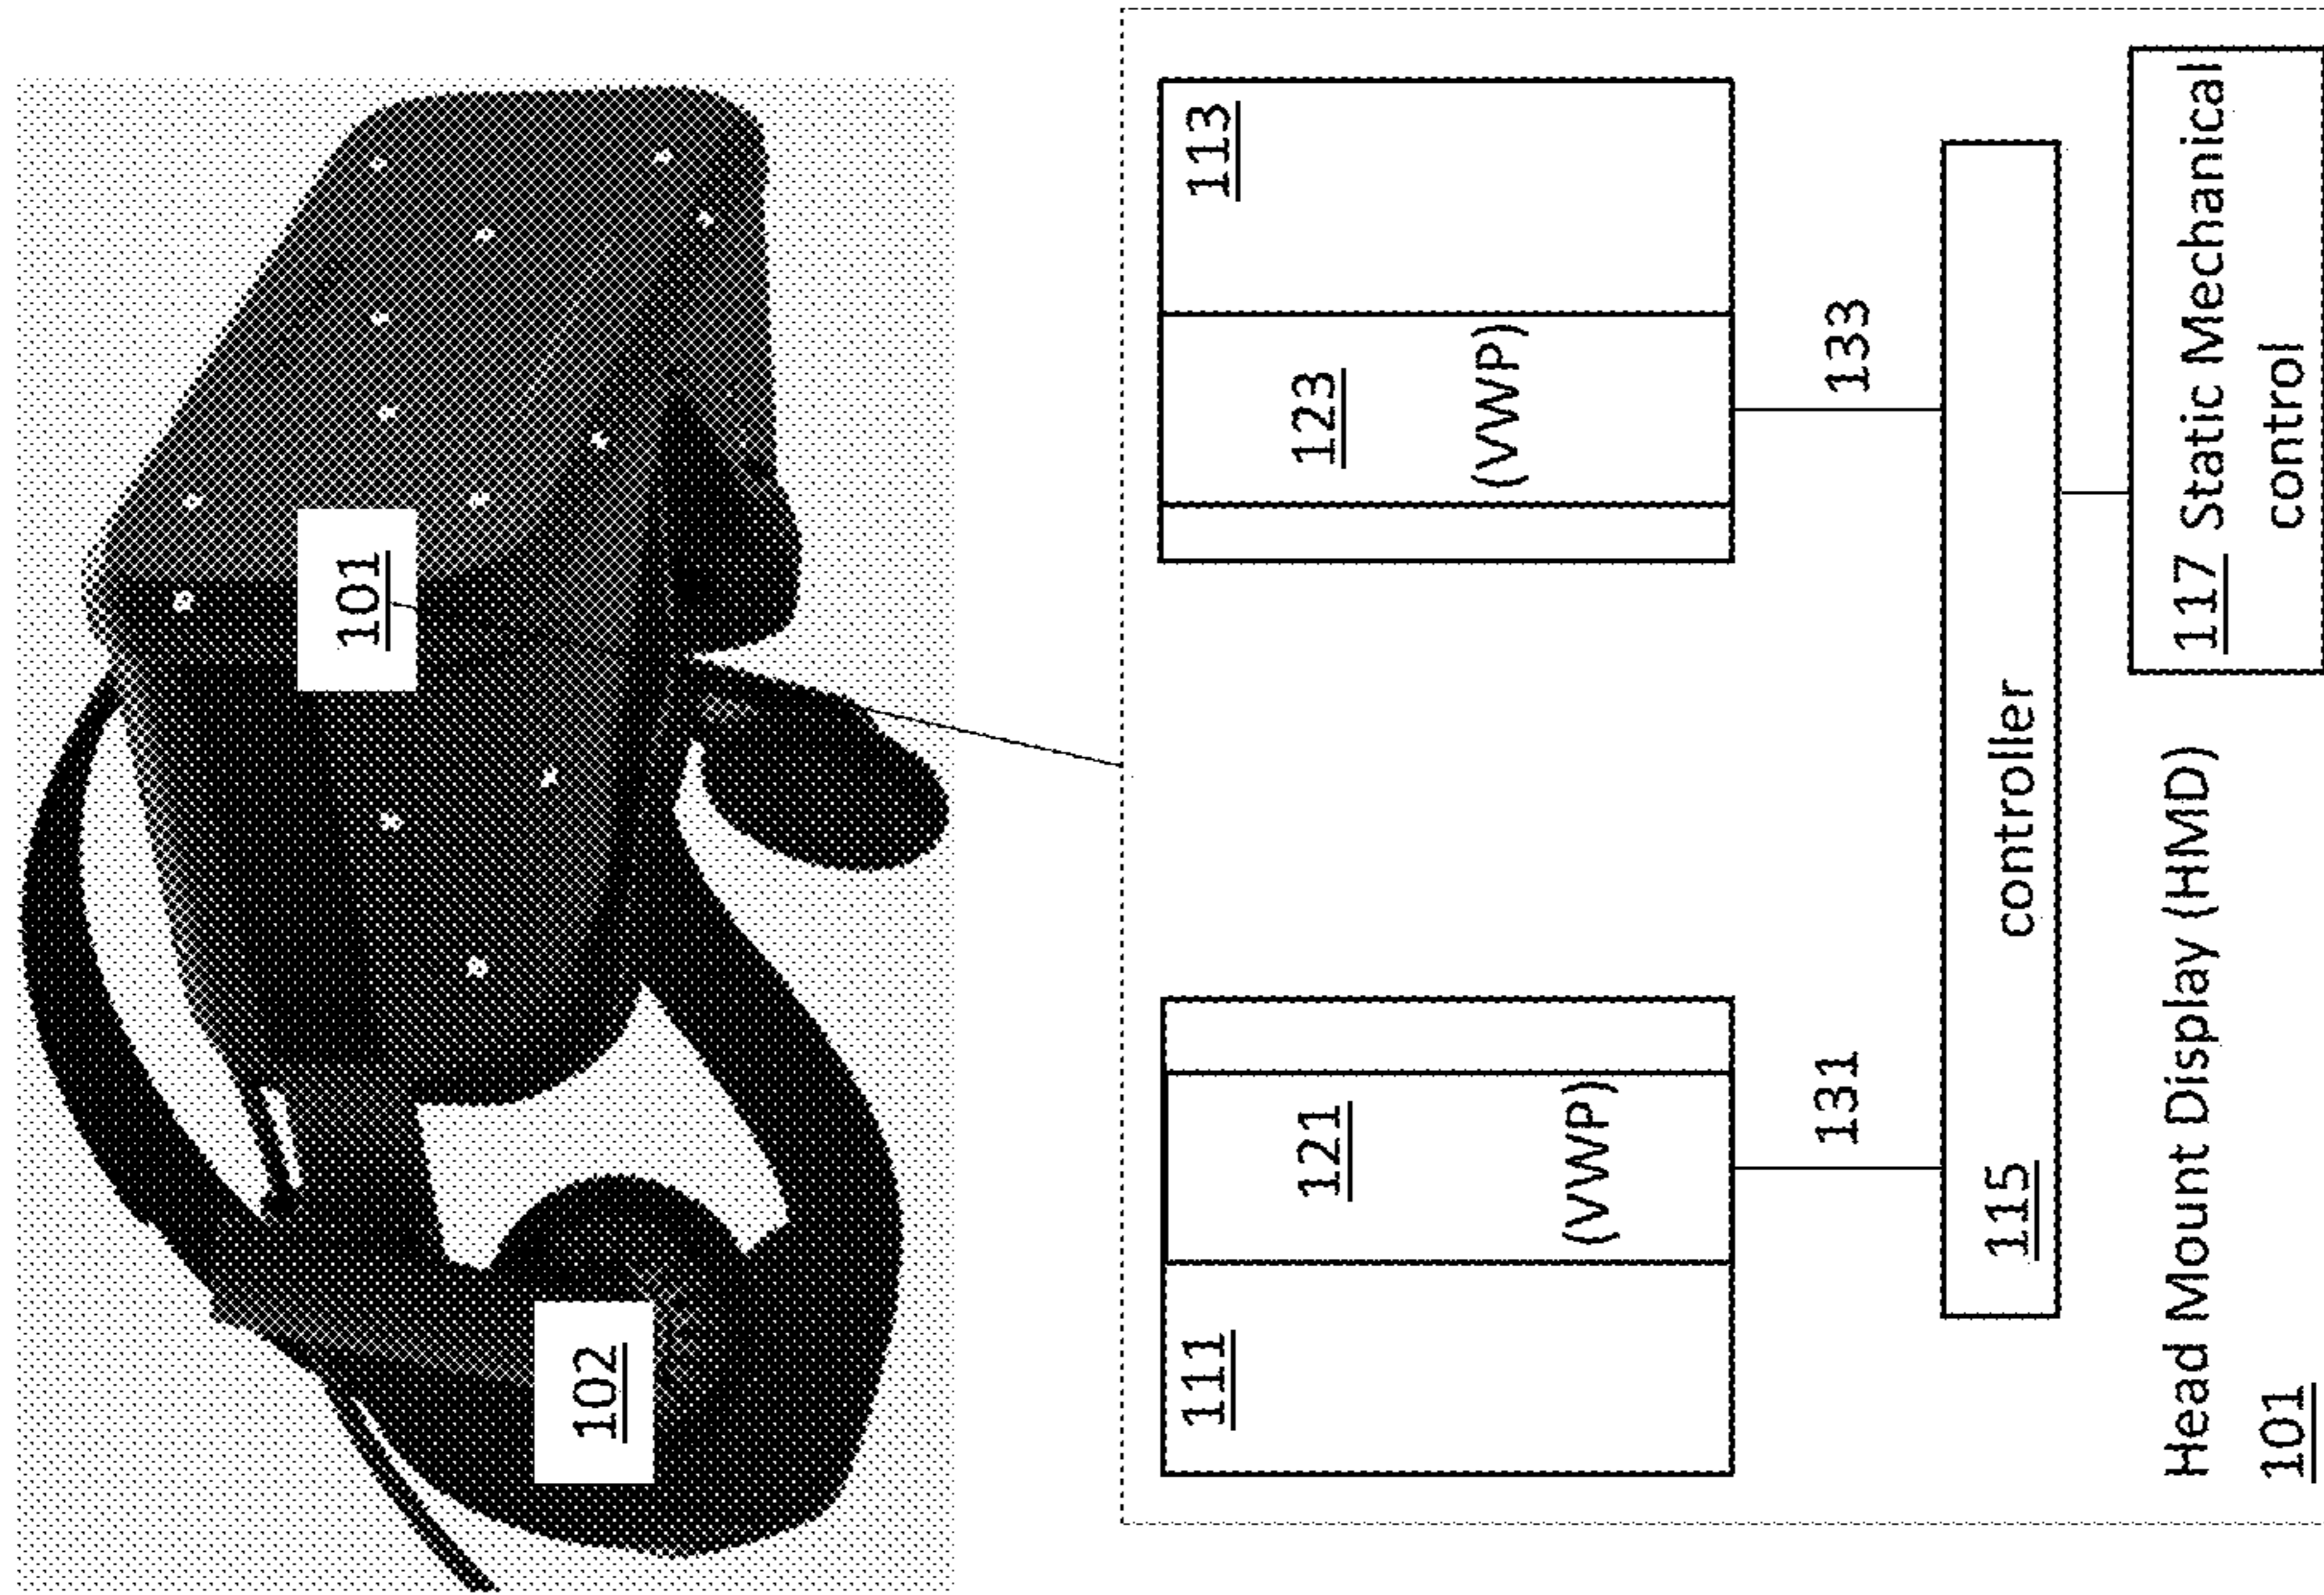 102
101
111
113
121
123
(VWP)
(VWP)
131
133
115
controller
Head Mount Display (HMD)
117 Static Mechanical
control
101